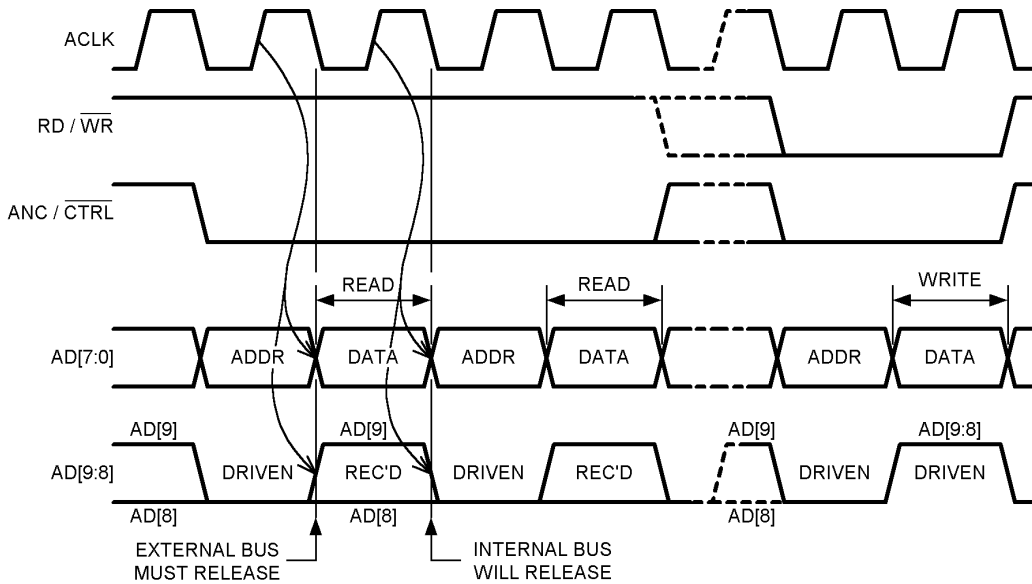 ACLK
RD / WR
ANC / CTRL
READ
READ
WRITE
AD[7:0]
ADDR
DATA
ADDR
DATA
ADDR
DATA
AD[9]
AD[9]
AD[9]
AD[9:8]
AD[9:8]
DRIVEN
REC'D
DRIVEN
REC'D
DRIVEN
DRIVEN
AD[8]
AD[8]
AD[8]
EXTERNAL BUS
MUST RELEASE
INTERNAL BUS
WILL RELEASE